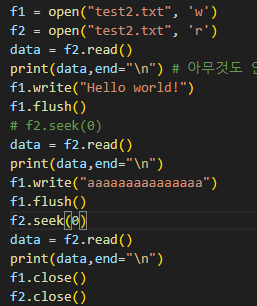 f1 = open("test2.txt", 'w')
f2 = open("test2.txt", 'r')
data = f2.read()
print(data,end="\n") # 아무것도
f1.write("Hello world!")
f1.flush()
# f2.seek(0)
data = f2.read()
print(data,end="\n")
f1.write("aaaaaaaaaaaaaaa")
f1.flush()
f2.seek(0)
data = f2.read()
print(data,end="\n")
f1.close()
f2.close()